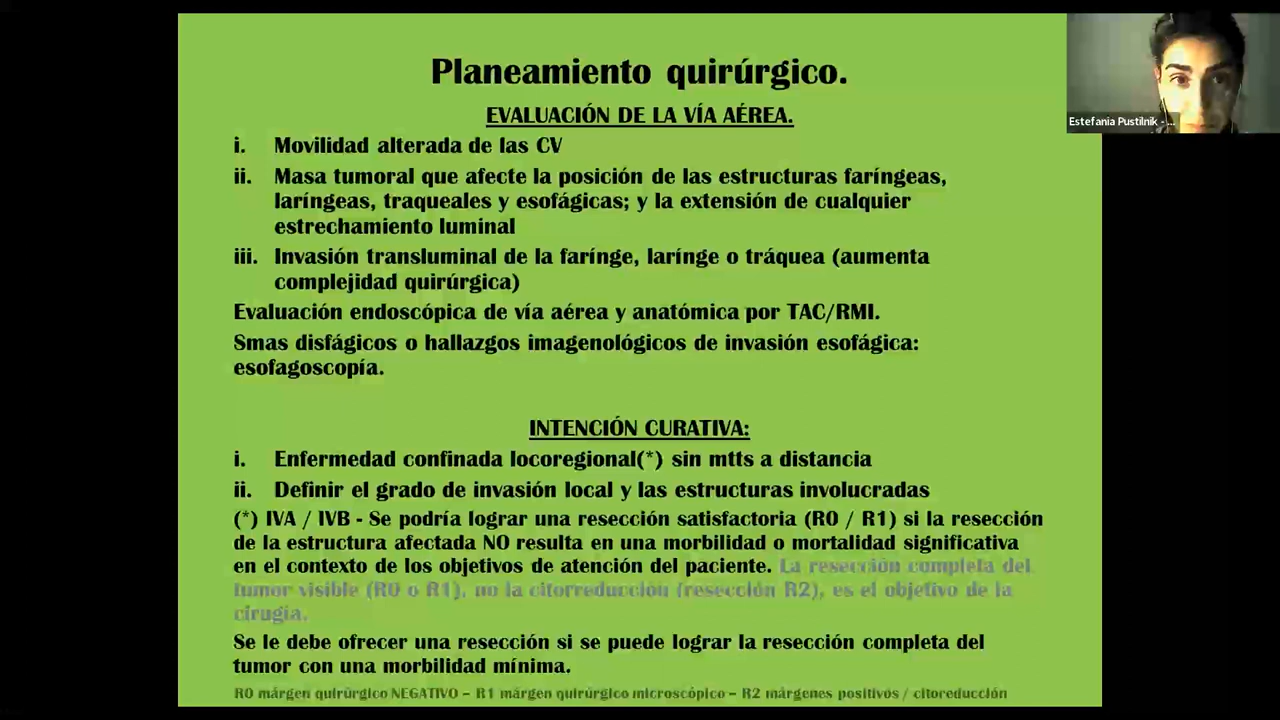 Planeamiento quirúrgico.
EVALUACIÓN DE LA VÍA AÉREA.
i. Movilidad alterada de las CV
ii. Masa tumoral que afecte la posición de las estructuras faríngeas,
laríngeas, traqueales y esofágicas; y la extensión de cualquier
estrechamiento luminal
iii. Invasión transluminal de la farínge, larínge o tráquea (aumenta
complejidad quirúrgica)
Evaluación endoscópica de vía aérea y anatómica por TAC/RMI.
Smas disfágicos o hallazgos imagenológicos de invasión esofágica:
esofagoscopía.
INTENCIÓN CURATIVA:
i. Enfermedad confinada locoregional(*) sin mtts a distancia
ii. Definir el grado de invasión local y las estructuras involucradas
(*) IVA / IVB - Se podría lograr una resección satisfactoria (R0 / R1) si la resección
de la estructura afectada NO resulta en una morbilidad o mortalidad significativa
en el contexto de los objetivos de atención del paciente. La resección completa del
tumor visible (R0 o R1), no la citorreducción (resección R2), es el objetivo de la
cirugía.
Se le debe ofrecer una resección si se puede lograr la resección completa del
tumor con una morbilidad mínima.
R0 márgen quirúrgico NEGATIVO – R1 márgen quirúrgico microscópico – R2 márgenes positivos / citoreducción
Estefania Pustilnik - ...